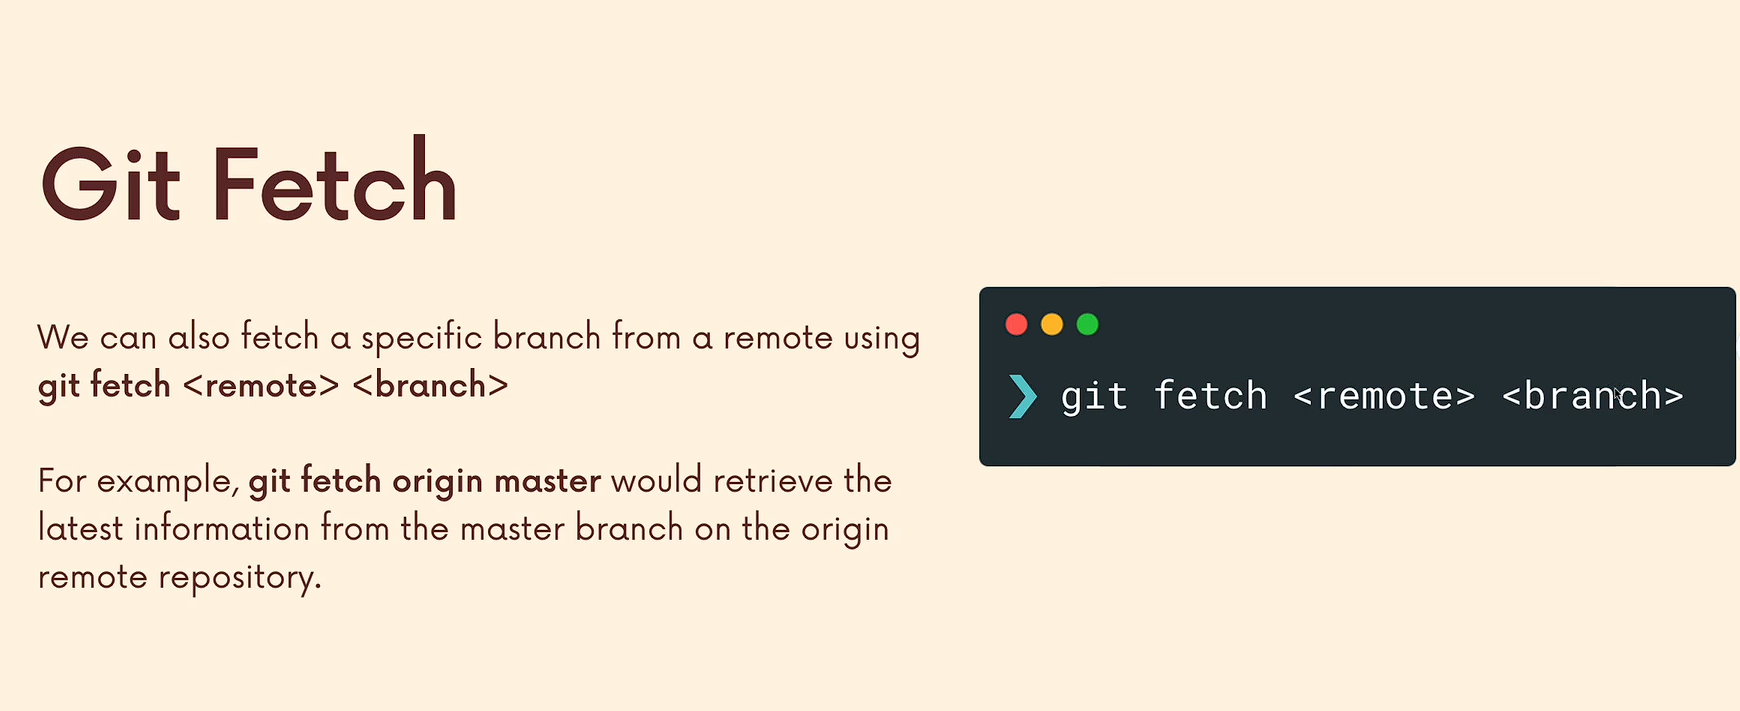 Git Fetch
We can also fetch a specific branch from a remote using
git fetch <remote> <branch>
For example, git fetch origin master would retrieve the
latest information from the master branch on the origin
remote repository.
❯ git fetch <remote> <branch>